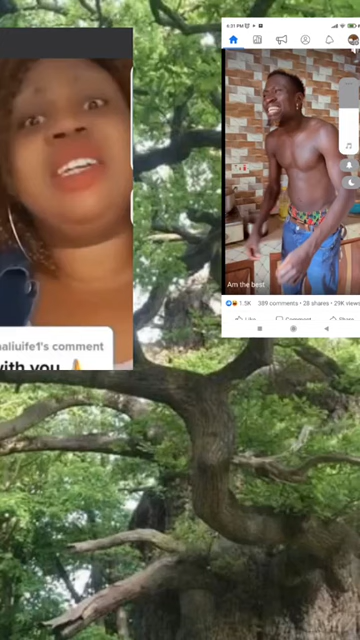 6:31 PM
Am the best
1.5K 389 comments • 28 shares • 29K views
Like Comment Share
naliuife1's comment
with you 🙏